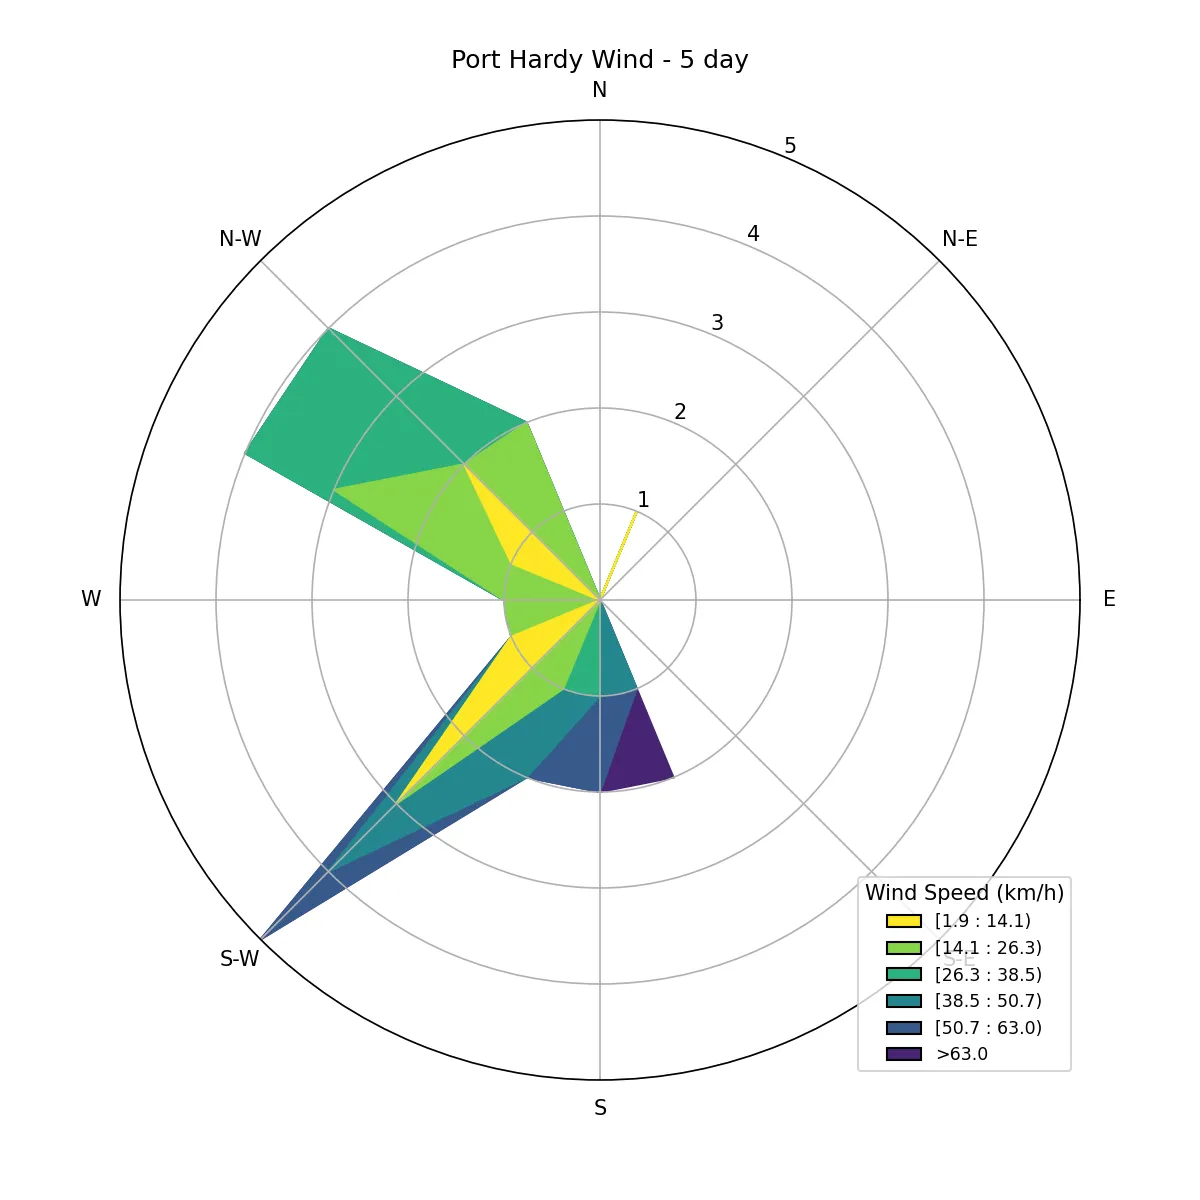 Port Hardy Wind - 5 day
N
5
N-W
4
N-E
3
2
1
W
E
S-W
S-E
S
Wind Speed (km/h)
[1.9 : 14.1)
[14.1 : 26.3)
[26.3 : 38.5)
[38.5 : 50.7)
[50.7 : 63.0)
>63.0